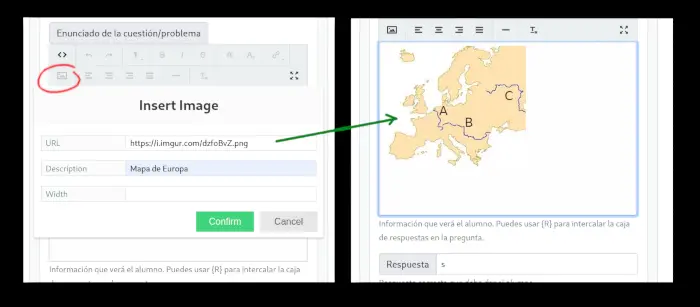 Enunciado de la cuestión/problema
Insert Image
URL
https://i.imgur.com/dzfoBvZ.png
Description
Mapa de Europa
Width
Confirm
Cancel
Información que verá el alumno. Puedes usar {R} para intercalar la caja
A
B
C
Información que verá el alumno. Puedes usar {R} para intercalar la caja
de respuestas en la pregunta.
Respuesta
s